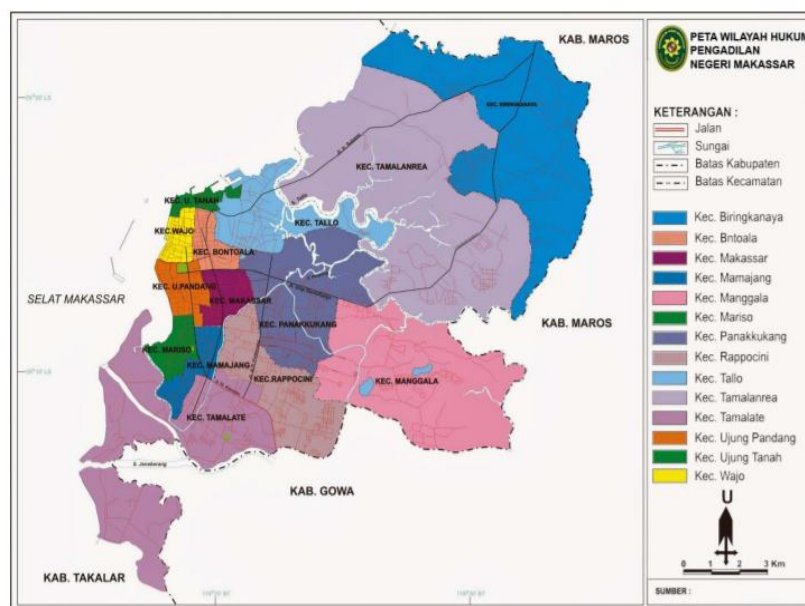 KAB. MAROS
KEC. BIRINGKANAYA
KEC. TAMALANREA
KEC. U. TANAH
KEC. TALLO
KEC. WAJO
KEC. BONTOALA
SELAT MAKASSAR
KEC. U.PANDANG
KEC. MAKASSAR
KEC. PANAKKUKANG
KAB. MAROS
KEC. MARISO
KEC. MAMAJANG
KEC.RAPPOCINI
KEC. MANGGALA
KEC. TAMALATE
S. Jeneberang
KAB. GOWA
KAB. TAKALAR
PETA WILAYAH HUKUM
PENGADILAN
NEGERI MAKASSAR
KETERANGAN :
Jalan
Sungai
Batas Kabupaten
Batas Kecamatan
Kec. Biringkanaya
Kec. Bntoala
Kec. Makassar
Kec. Mamajang
Kec. Manggala
Kec. Mariso
Kec. Panakkukang
Kec. Rappocini
Kec. Tallo
Kec. Tamalanrea
Kec. Tamalate
Kec. Ujung Pandang
Kec. Ujung Tanah
Kec. Wajo
U
0 1 2 3 Km
SUMBER :